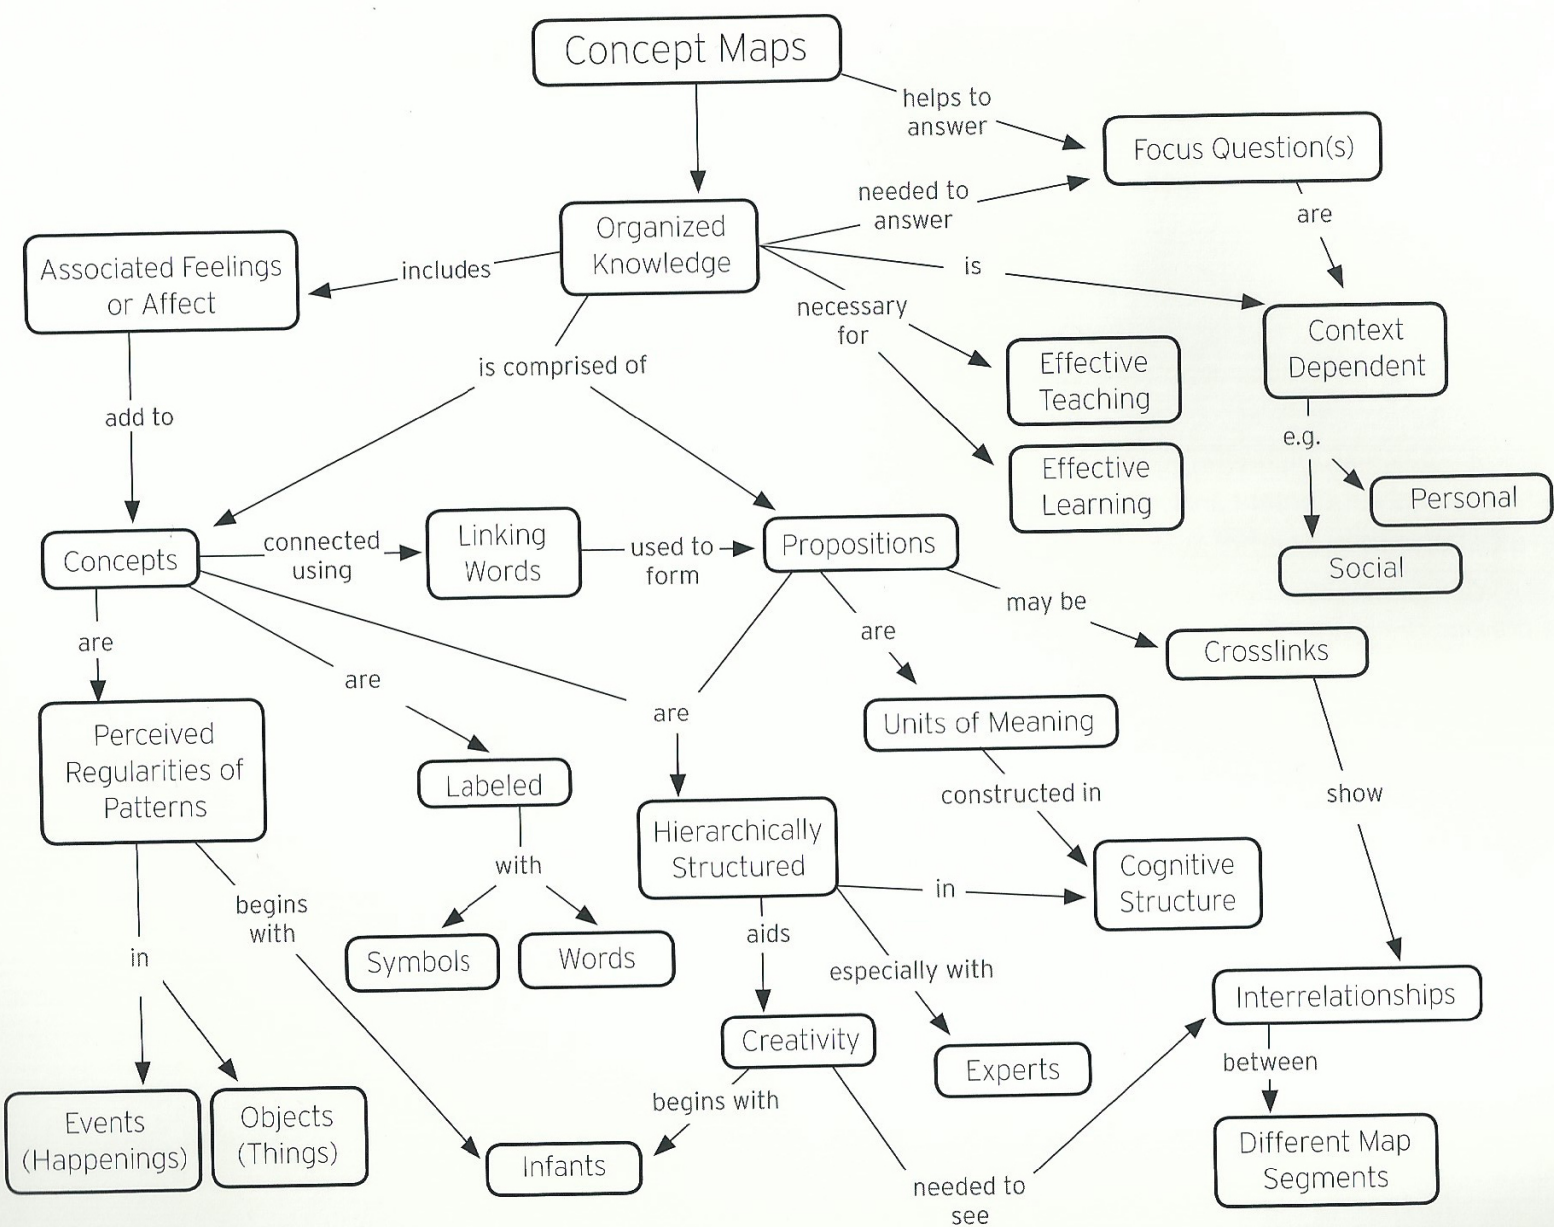 Concept Maps
helps to
answer
Focus Question(s)
needed to
answer
are
Organized
Knowledge
Associated Feelings
or Affect
includes
is
necessary
for
Context
Dependent
is comprised of
Effective
Teaching
add to
e.g.
Effective
Learning
Personal
Concepts
connected
using
Linking
Words
used to
form
Propositions
Social
may be
are
are
Crosslinks
are
are
Units of Meaning
Perceived
Regularities of
Patterns
Labeled
constructed in
show
Hierarchically
Structured
with
Cognitive
Structure
in
begins
with
aids
in
Symbols
Words
especially with
Interrelationships
Creativity
Experts
between
begins with
Events
(Happenings)
Objects
(Things)
Infants
Different Map
Segments
needed to
see